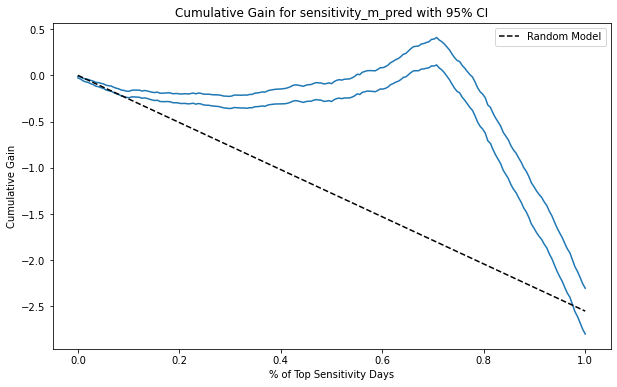 Cumulative Gain for sensitivity_m_pred with 95% CI
Random Model
Cumulative Gain
0.5
0.0
−0.5
−1.0
−1.5
−2.0
−2.5
0.0 0.2 0.4 0.6 0.8 1.0
% of Top Sensitivity Days